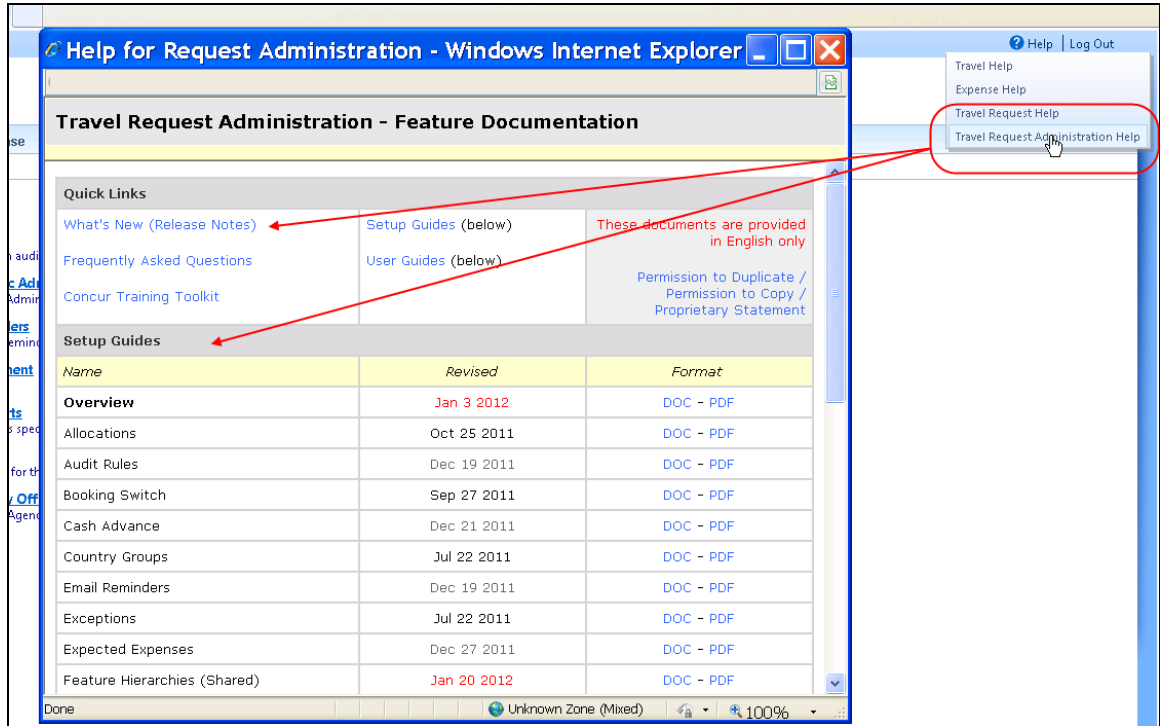 Help for Request Administration - Windows Internet Explorer
Help | Log Out
Travel Help
Expense Help
Travel Request Help
Travel Request Administration Help
Travel Request Administration - Feature Documentation
Quick Links
What's New (Release Notes)
Setup Guides (below)
These documents are provided
in English only
Frequently Asked Questions
User Guides (below)
Permission to Duplicate /
Permission to Copy /
Proprietary Statement
Concur Training Toolkit
Setup Guides
Name Revised Format
Overview Jan 3 2012 DOC - PDF
Allocations Oct 25 2011 DOC - PDF
Audit Rules Dec 19 2011 DOC - PDF
Booking Switch Sep 27 2011 DOC - PDF
Cash Advance Dec 21 2011 DOC - PDF
Country Groups Jul 22 2011 DOC - PDF
Email Reminders Dec 19 2011 DOC - PDF
Exceptions Jul 22 2011 DOC - PDF
Expected Expenses Dec 27 2011 DOC - PDF
Feature Hierarchies (Shared) Jan 20 2012 DOC - PDF
Done Unknown Zone (Mixed) 100%